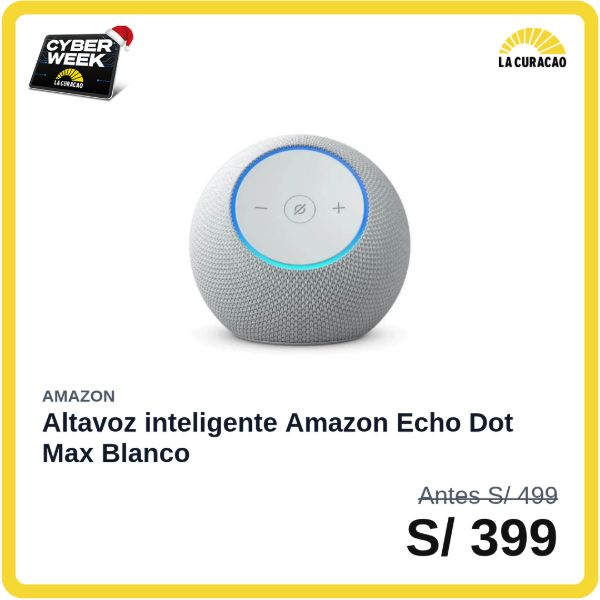 CYBER
WEEK
LA CURACAO
LA CURACAO
AMAZON
Altavoz inteligente Amazon Echo Dot
Max Blanco
Antes S/ 499
S/ 399